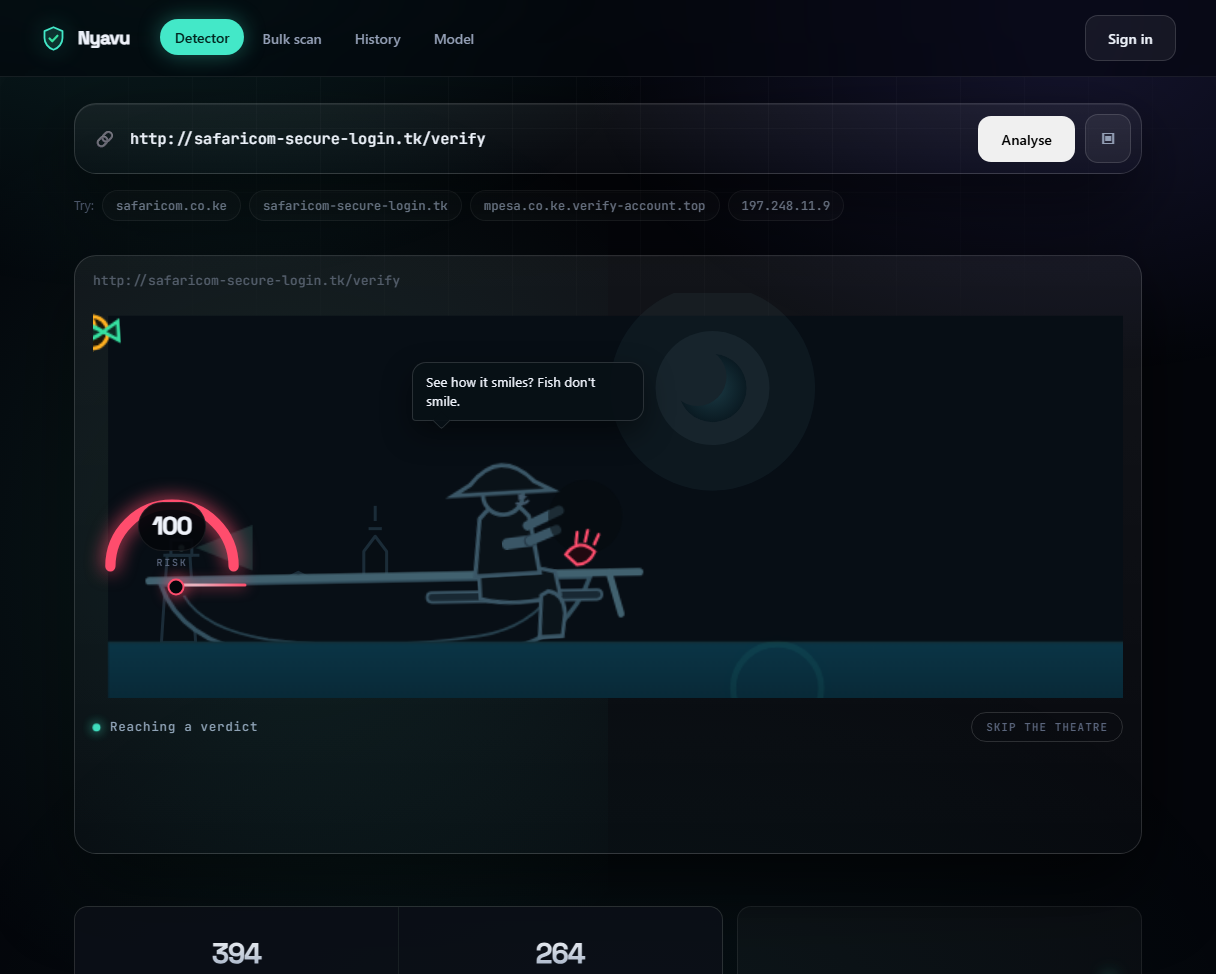 Nyavu
Detector
Bulk scan
History
Model
Sign in
http://safaricom-secure-login.tk/verify
Analyse
Try:
safaricom.co.ke
safaricom-secure-login.tk
mpesa.co.ke.verify-account.top
197.248.11.9
http://safaricom-secure-login.tk/verify
See how it smiles? Fish don't
smile.
100
RISK
Reaching a verdict
SKIP THE THEATRE
394
264